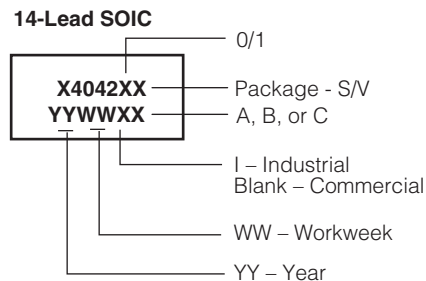 14-Lead SOIC
0/1
X4042XX
Package - S/V
YYWWXX
A, B, or C
I – Industrial
Blank – Commercial
WW – Workweek
YY – Year